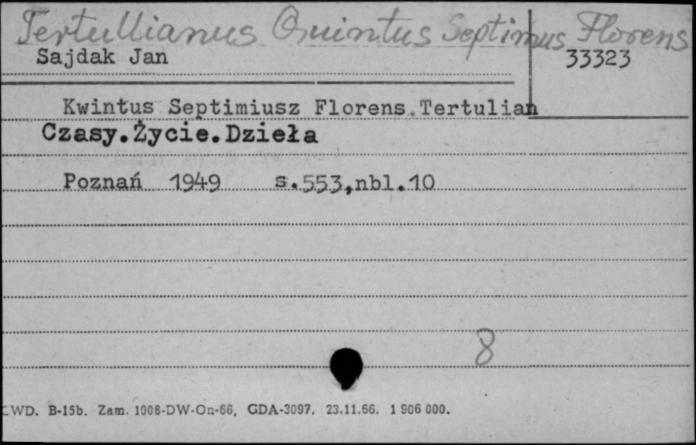 Tertullianus Quintus Septimus Florens
Sajdak Jan
33323
Kwintus Septimiusz Florens Tertulian
Czasy.Życie.Dzieła
Poznań 1949 s.553,nbl.10
8
CWD. B-15b. Zam. 1008-DW-On-66. GDA-3097. 23.11.66. 1 906 000.